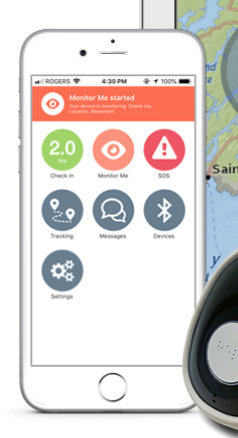 ROGERS 4:30 PM 100%
Monitor Me started
Your device is monitoring: Check-ins,
Location, Movement
2.0
hrs
Check In Monitor Me SOS
Tracking Messages Devices
Settings
Sain